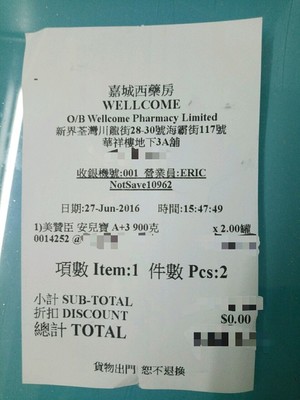 嘉城西藥房
WELLCOME
O/B Wellcome Pharmacy Limited
新界荃灣川龍街28-30號海霸街117號
華祥樓地下3A舖
收銀機號:001 營業員:ERIC
NotSave10962
日期:27-Jun-2016 時間:15:47:49
1)美贊臣 安兒寶 A+3 900克 x 2.00罐
0014252 @
項數 Item:1 件數 Pcs:2
小計 SUB-TOTAL
折扣 DISCOUNT $0.00
總計 TOTAL
貨物出門 恕不退換